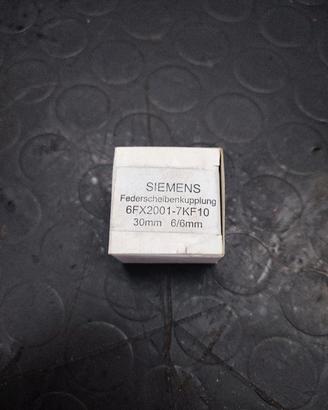 SIEMENS
Federscheibenkupplung
6FX2001-7KF10
30mm 6/6mm